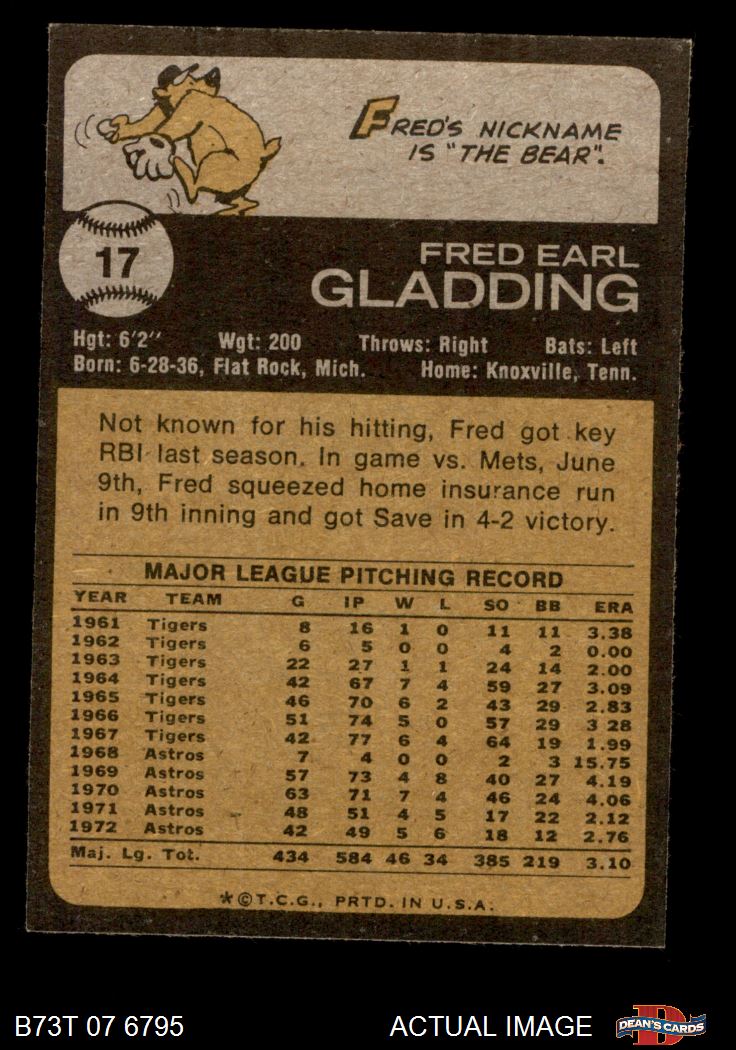 FRED'S NICKNAME
IS "THE BEAR".
17
FRED EARL
GLADDING
Hgt: 6'2" Wgt: 200 Throws: Right Bats: Left
Born: 6-28-36, Flat Rock, Mich. Home: Knoxville, Tenn.
Not known for his hitting, Fred got key
RBI last season. In game vs. Mets, June
9th, Fred squeezed home insurance run
in 9th inning and got Save in 4-2 victory.
MAJOR LEAGUE PITCHING RECORD
YEAR TEAM G IP W L SO BB ERA
1961 Tigers 8 16 1 0 11 11 3.38
1962 Tigers 6 5 0 0 4 2 0.00
1963 Tigers 22 27 1 1 24 14 2.00
1964 Tigers 42 67 7 4 59 27 3.09
1965 Tigers 46 70 6 2 43 29 2.83
1966 Tigers 51 74 5 0 57 29 3 28
1967 Tigers 42 77 6 4 64 19 1.99
1968 Astros 7 4 0 0 2 3 15.75
1969 Astros 57 73 4 8 40 27 4.19
1970 Astros 63 71 7 4 46 24 4.06
1971 Astros 48 51 4 5 17 22 2.12
1972 Astros 42 49 5 6 18 12 2.76
Maj. Lg. Tot. 434 584 46 34 385 219 3.10
*©T.C.G., PRTD. IN U.S.A.
B73T 07 6795 ACTUAL IMAGE D DEAN'S CARDS